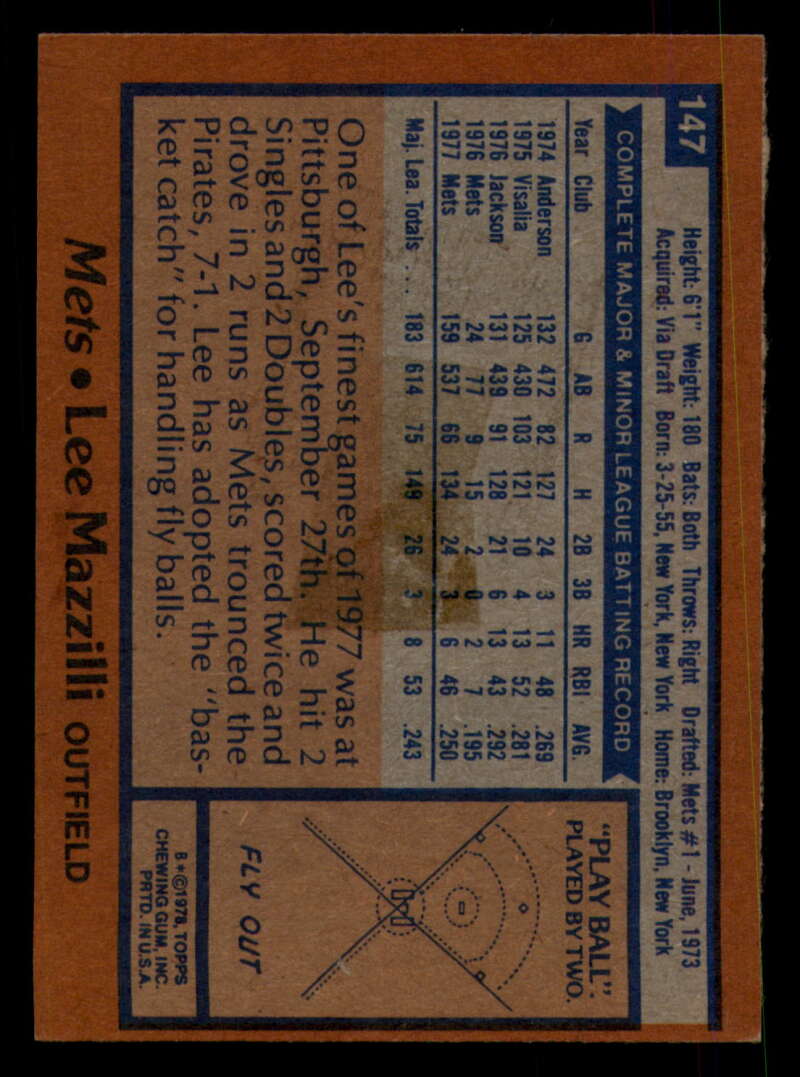 147
Height: 6'1" Weight: 180 Bats: Both Throws: Right Drafted: Mets #1 - June, 1973
Acquired: Via Draft Born: 3-25-55, New York, New York Home: Brooklyn, New York
COMPLETE MAJOR & MINOR LEAGUE BATTING RECORD
Year Club G AB R H 2B 3B HR RBI AVG.
1974 Anderson 132 472 82 127 24 3 11 48 .269
1975 Visalia 125 430 103 121 10 4 13 52 .281
1976 Jackson 131 439 91 128 21 6 13 43 .292
1976 Mets 24 77 9 15 2 0 2 7 .195
1977 Mets 159 537 66 134 24 3 6 46 .250
Maj. Lea. Totals .... 183 614 75 149 26 3 8 53 .243
One of Lee's finest games of 1977 was at
Pittsburgh, September 27th. He hit 2
Singles and 2 Doubles, scored twice and
drove in 2 runs as Mets trounced the
Pirates, 7-1. Lee has adopted the "bas-
ket catch" for handling fly balls.
"PLAY BALL":
PLAYED BY TWO.
FLY OUT
B*©1978, TOPPS
CHEWING GUM, INC.
PRTD. IN U.S.A.
Mets • Lee Mazzilli OUTFIELD